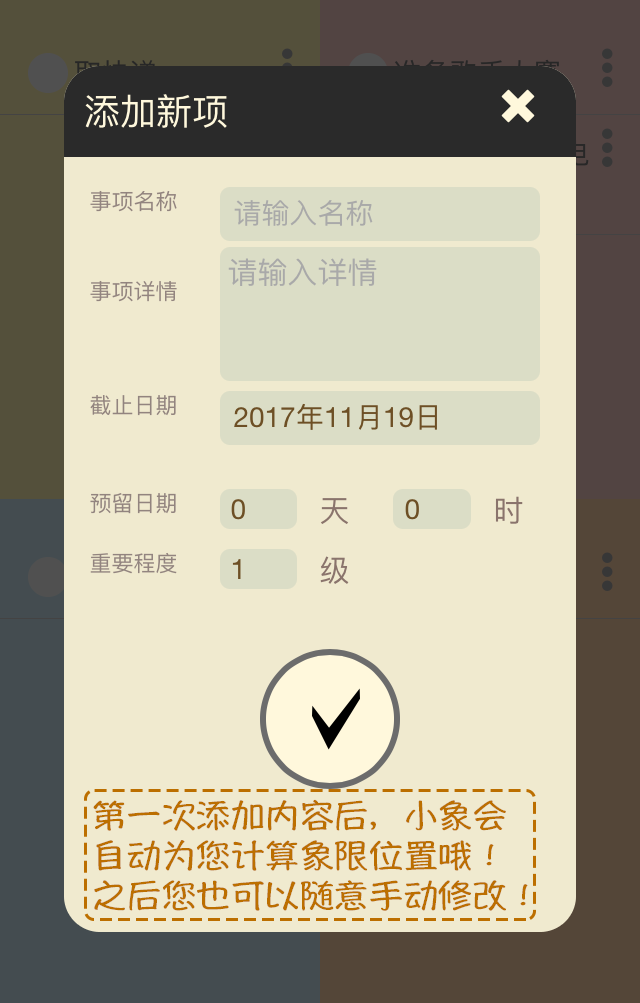 添加新项
事项名称
请输入名称
事项详情
请输入详情
截止日期
2017年11月19日
预留日期
0 天 0 时
重要程度
1 级
第一次添加内容后，小象会
自动为您计算象限位置哦！
之后您也可以随意手动修改！